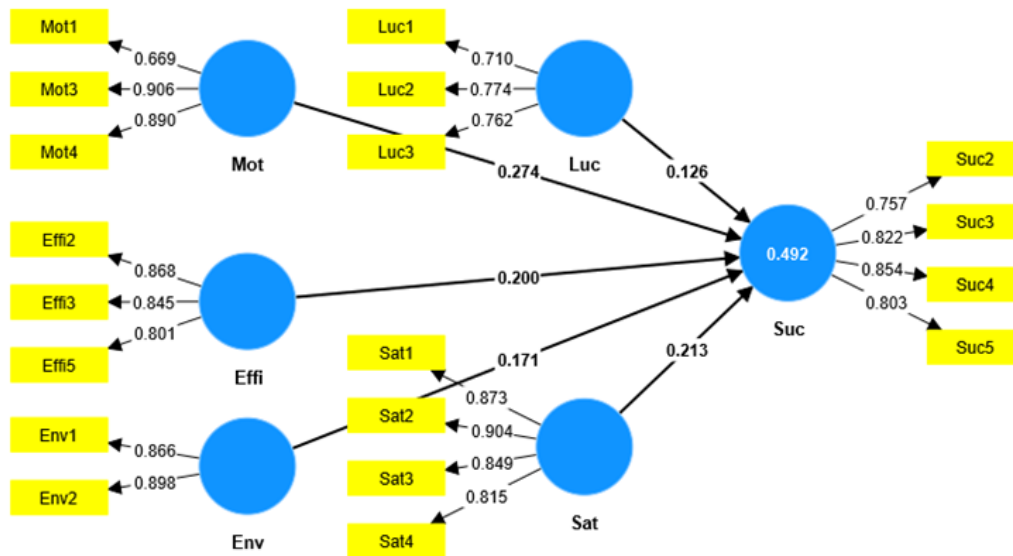 Mot1
Mot3
Mot4
0.669
0.906
0.890
Mot
Luc1
Luc2
Luc3
0.710
0.774
0.762
Luc
0.274
0.126
Effi2
Effi3
Effi5
0.868
0.845
0.801
Effi
0.200
Env1
Env2
0.866
0.898
Env
0.171
Sat1
Sat2
Sat3
Sat4
0.873
0.904
0.849
0.815
Sat
0.213
0.492
Suc
0.757
0.822
0.854
0.803
Suc2
Suc3
Suc4
Suc5